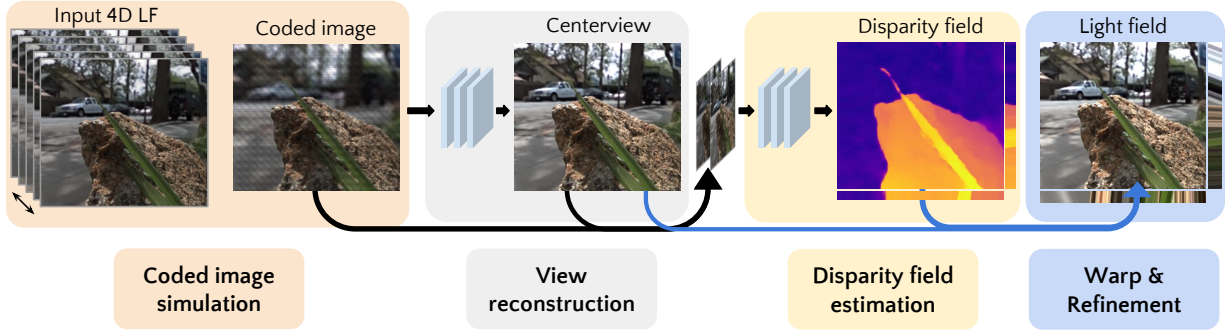 Input 4D LF
Coded image
Centerview
Disparity field
Light field
Coded image
simulation
View
reconstruction
Disparity field
estimation
Warp &
Refinement